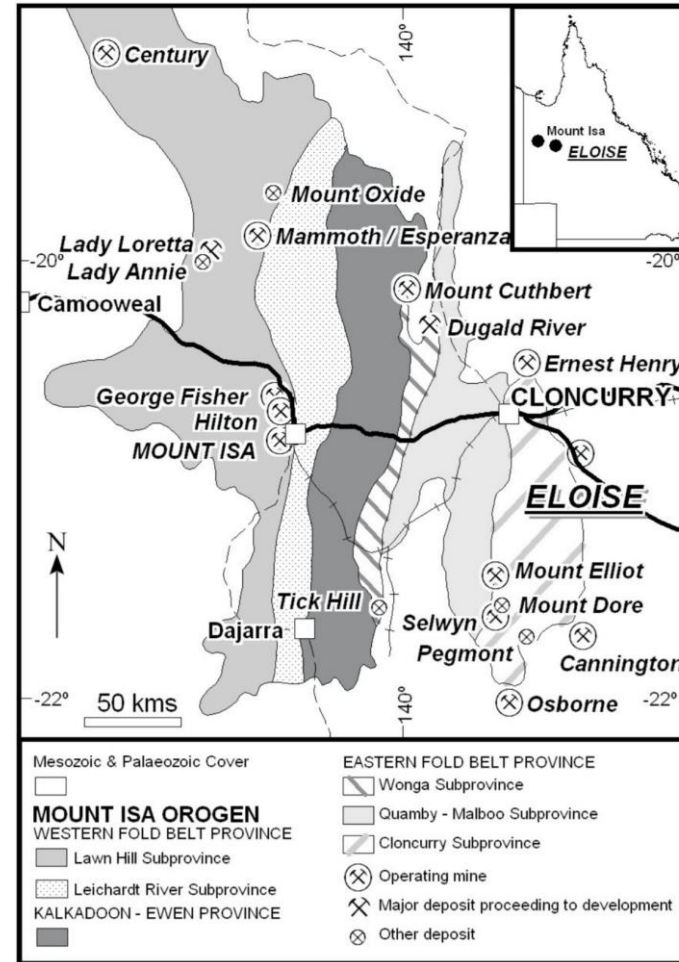 140°
Century
Mount Isa
ELOISE
Mount Oxide
Mammoth / Esperanza
Lady Loretta
Lady Annie
-20°
-20°
Camooweal
Mount Cuthbert
Dugald River
Ernest Henry
George Fisher
Hilton
MOUNT ISA
CLONCURRY
ELOISE
N
Mount Elliot
Tick Hill
Mount Dore
Dajarra
Selwyn
Pegmont
Cannington
-22°
50 kms
140°
Osborne
-22°
Mesozoic & Palaeozoic Cover
MOUNT ISA OROGEN
WESTERN FOLD BELT PROVINCE
Lawn Hill Subprovince
Leichardt River Subprovince
KALKADOON - EWEN PROVINCE
EASTERN FOLD BELT PROVINCE
Wonga Subprovince
Quamby - Malboo Subprovince
Cloncurry Subprovince
Operating mine
Major deposit proceeding to development
Other deposit